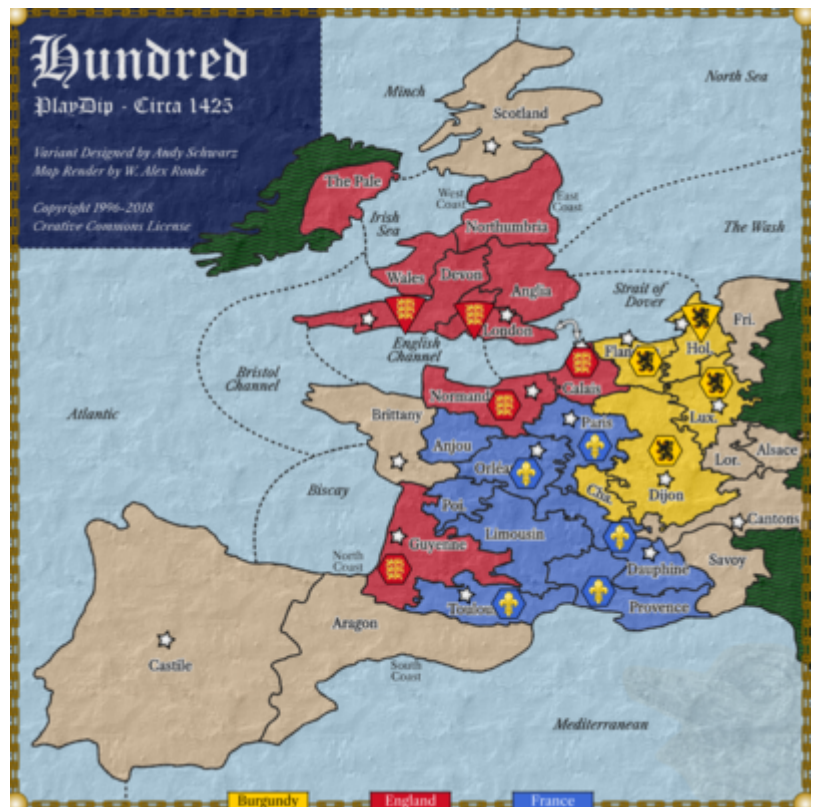 Hundred
PlayDip - Circa 1425
Variant Designed by Andy Schwarz
Map Render by W. Alex Ronke
Copyright 1996-2018
Creative Commons License
Minch
North Sea
Scotland
The Pale
West
Coast
East
Coast
Irish
Sea
Northumbria
The Wash
Wales
Dexon
Anglia
Strait of
Dover
London
English
Channel
Flan
Hol.
Fri.
Bristol
Channel
Normand
Calais
Atlantic
Brittany
Paris
Lux.
Anjou
Orléa
Lor.
Alsace
Biscay
Cha.
Dijon
Poi.
Cantons
Limousin
Guyenne
North
Coast
Savoy
Dauphine
Toulou
Provence
Aragon
Castile
South
Coast
Mediterranean
Burgundy
England
France